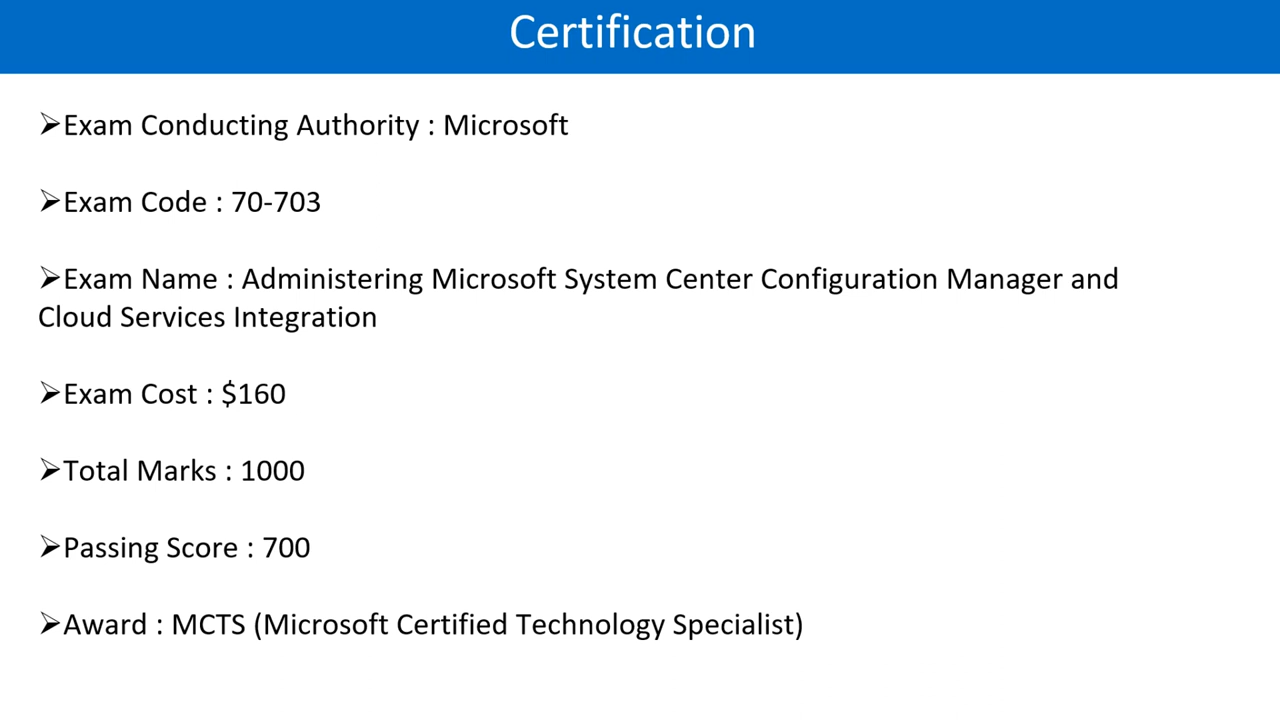 Certification
➢Exam Conducting Authority : Microsoft
➢Exam Code : 70-703
➢Exam Name : Administering Microsoft System Center Configuration Manager and
Cloud Services Integration
➢Exam Cost : $160
➢Total Marks : 1000
➢Passing Score : 700
➢Award : MCTS (Microsoft Certified Technology Specialist)